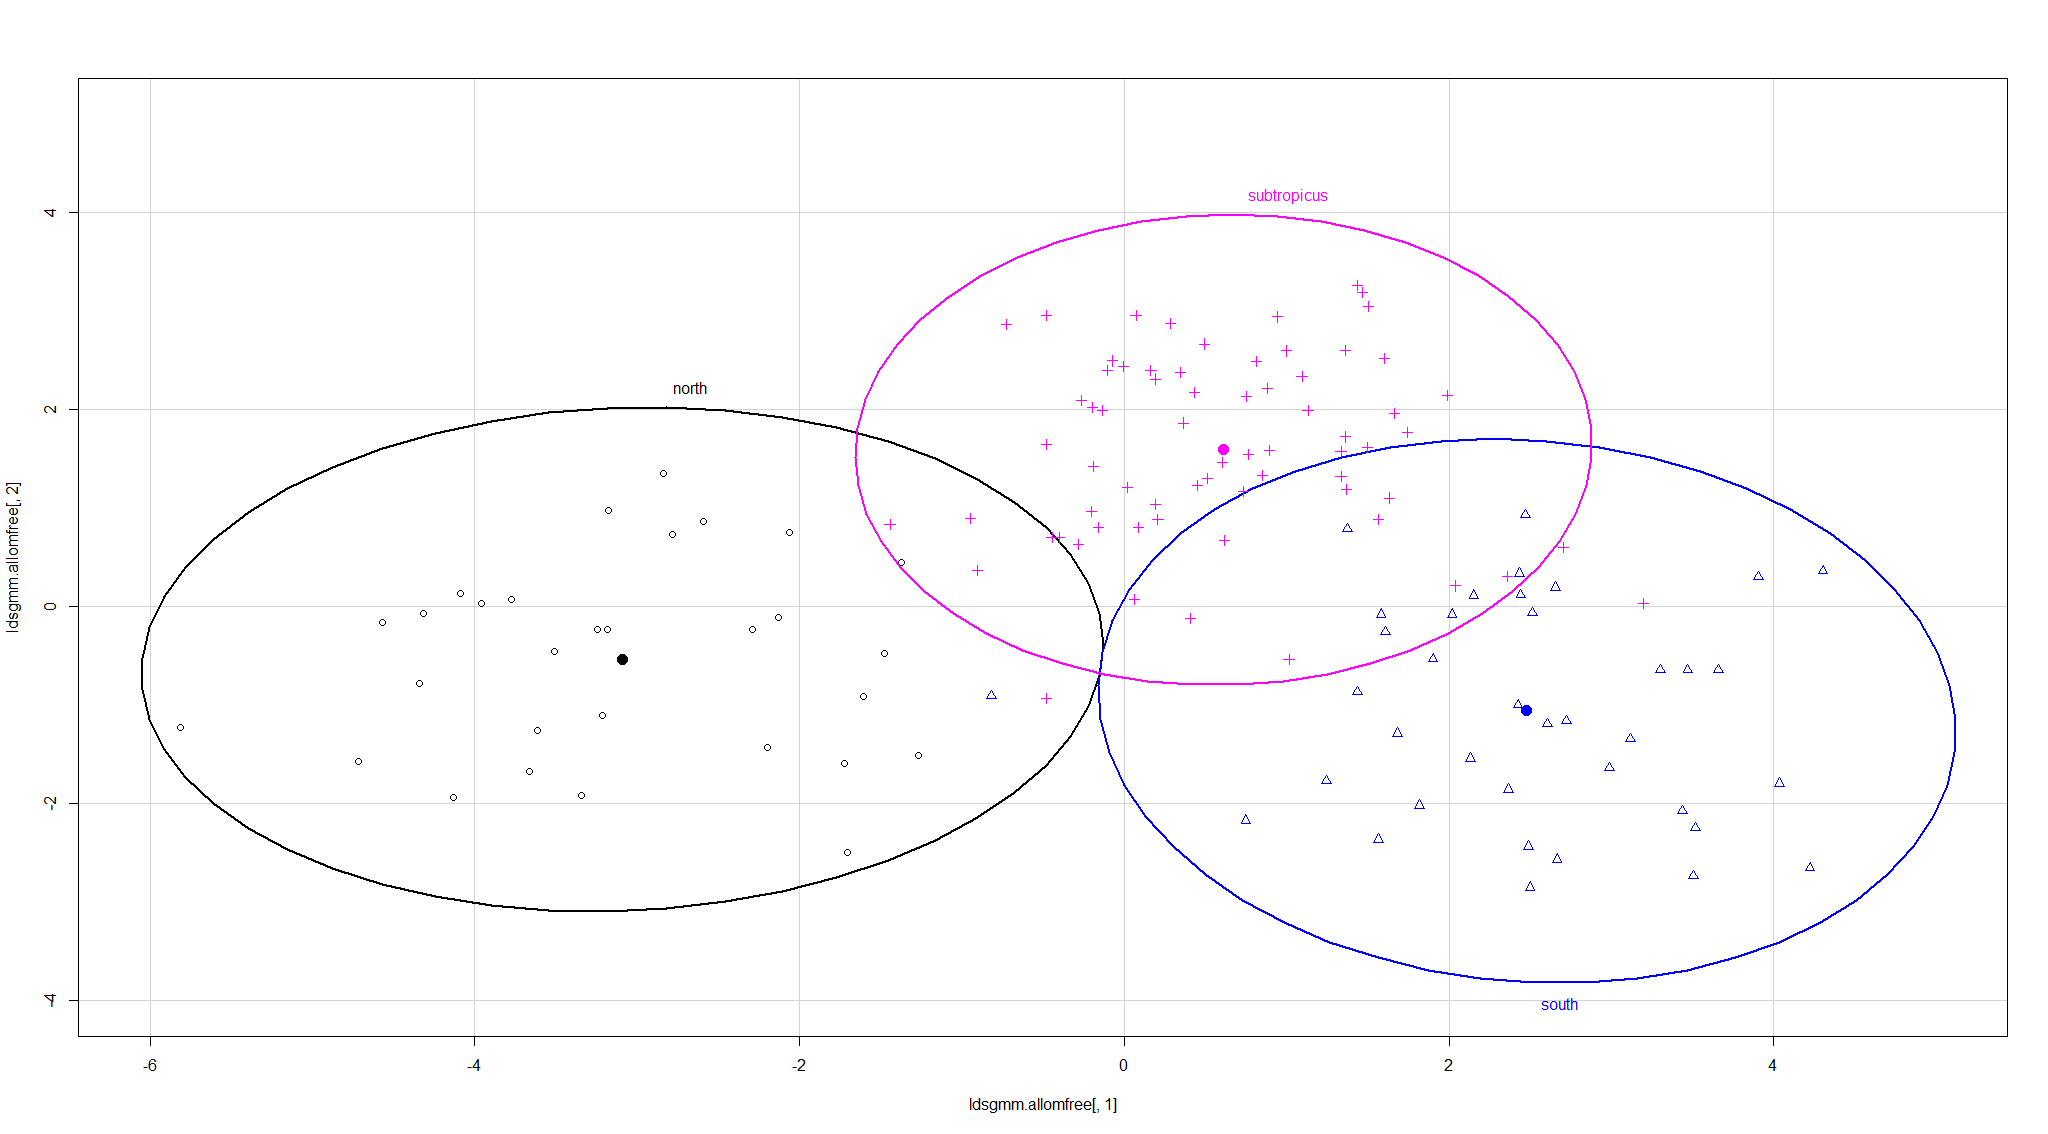 subtropicus
4
north
2
0
-2
-4
south
ldsgmm.allomfree[, 2]
-6 -4 -2 0 2 4
ldsgmm.allomfree[, 1]